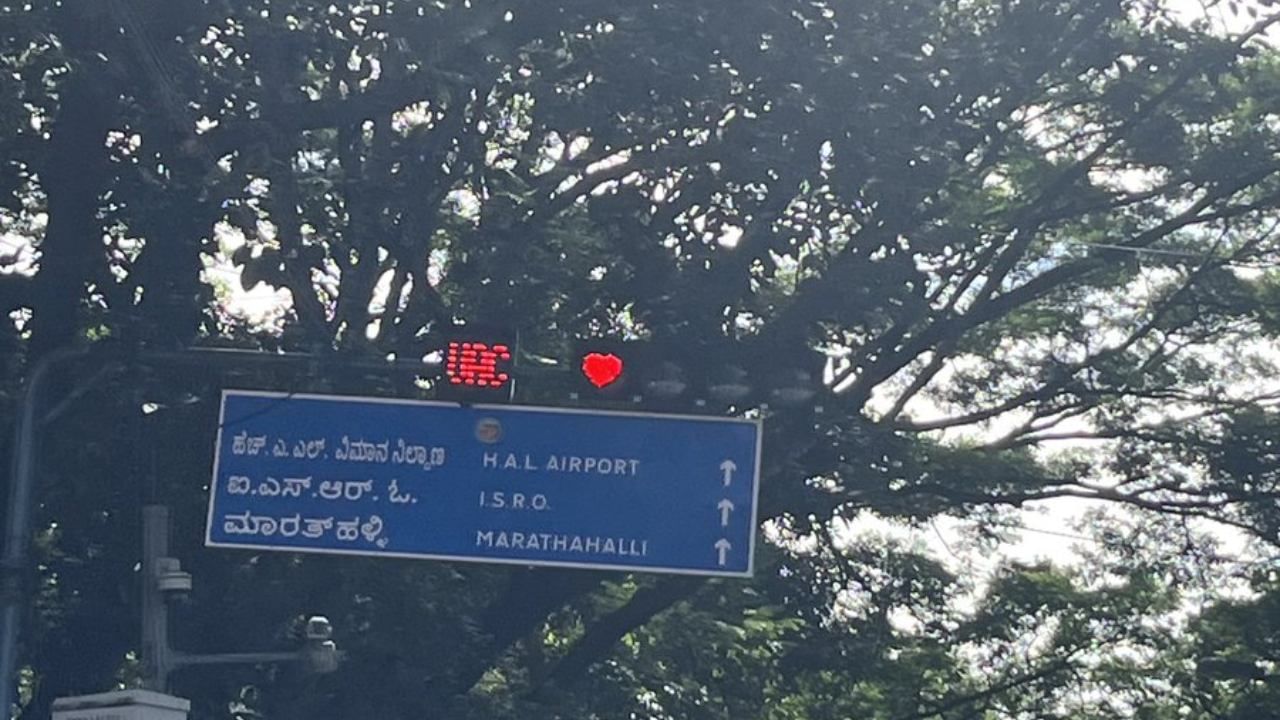 ಹೆಚ್. ಎ. ಎಲ್. ವಿಮಾನ ನಿಲ್ದಾಣ H.A.L AIRPORT
ಐ.ಎಸ್.ಆರ್. ಓ. I.S.R.O.
ಮಾರತ್ ಹಳ್ಳಿ MARATHAHALLI